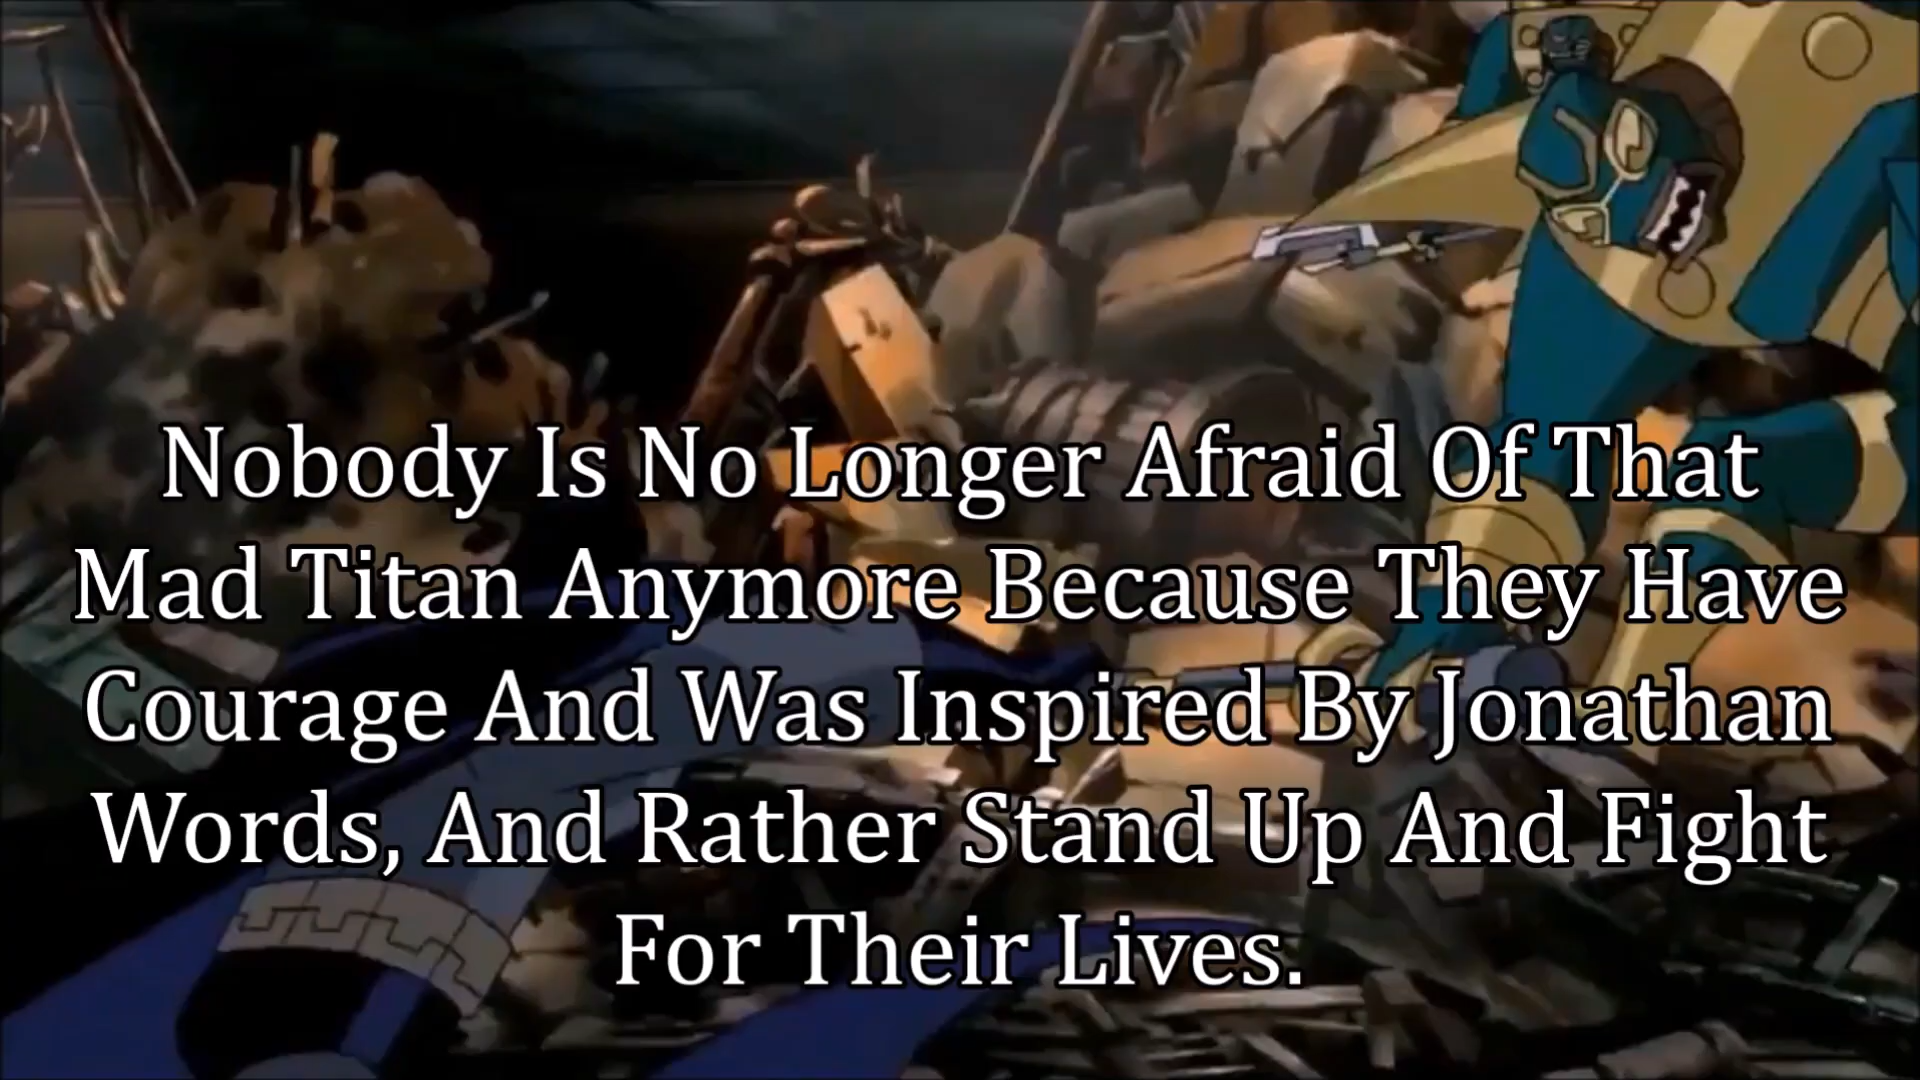 Nobody Is No Longer Afraid Of That
Mad Titan Anymore Because They Have
Courage And Was Inspired By Jonathan
Words, And Rather Stand Up And Fight
For Their Lives.